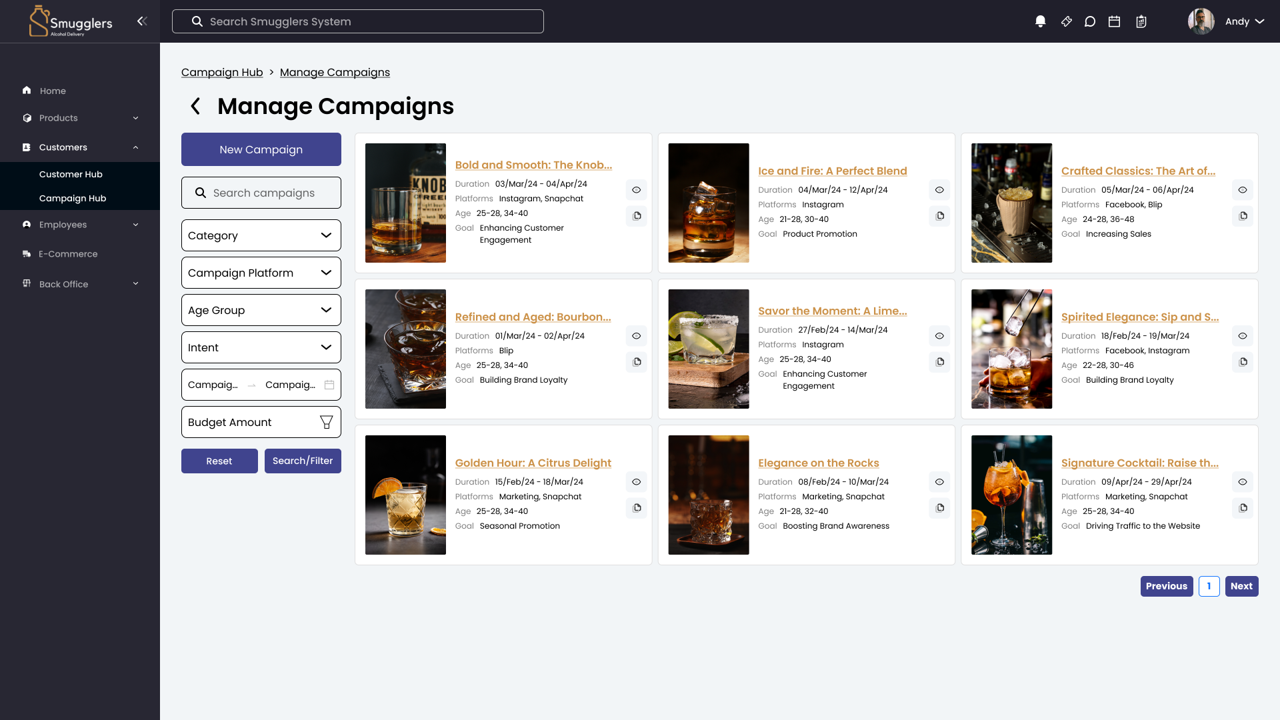 Smugglers
Alcohol Delivery
Search Smugglers System
Andy
Home
Products
Customers
Customer Hub
Campaign Hub
Employees
E-Commerce
Back Office
Campaign Hub > Manage Campaigns
Manage Campaigns
New Campaign
Search campaigns
Category
Campaign Platform
Age Group
Intent
Campaig... → Campaig...
Budget Amount
Reset
Search/Filter
Bold and Smooth: The Knob...
Duration 03/Mar/24 - 04/Apr/24
Platforms Instagram, Snapchat
Age 25-28, 34-40
Goal Enhancing Customer
Engagement
Ice and Fire: A Perfect Blend
Duration 04/Mar/24 - 12/Apr/24
Platforms Instagram
Age 21-28, 30-40
Goal Product Promotion
Crafted Classics: The Art of...
Duration 05/Mar/24 - 06/Apr/24
Platforms Facebook, Blip
Age 24-28, 36-48
Goal Increasing Sales
Refined and Aged: Bourbon...
Duration 01/Mar/24 - 02/Apr/24
Platforms Blip
Age 25-28, 34-40
Goal Building Brand Loyalty
Savor the Moment: A Lime...
Duration 27/Feb/24 - 14/Mar/24
Platforms Instagram
Age 25-28, 34-40
Goal Enhancing Customer
Engagement
Spirited Elegance: Sip and S...
Duration 18/Feb/24 - 19/Mar/24
Platforms Facebook, Instagram
Age 22-28, 30-46
Goal Building Brand Loyalty
Golden Hour: A Citrus Delight
Duration 15/Feb/24 - 18/Mar/24
Platforms Marketing, Snapchat
Age 25-28, 34-40
Goal Seasonal Promotion
Elegance on the Rocks
Duration 08/Feb/24 - 10/Mar/24
Platforms Marketing, Snapchat
Age 21-28, 32-40
Goal Boosting Brand Awareness
Signature Cocktail: Raise th...
Duration 09/Apr/24 - 29/Apr/24
Platforms Marketing, Snapchat
Age 25-28, 34-40
Goal Driving Traffic to the Website
Previous
1
Next